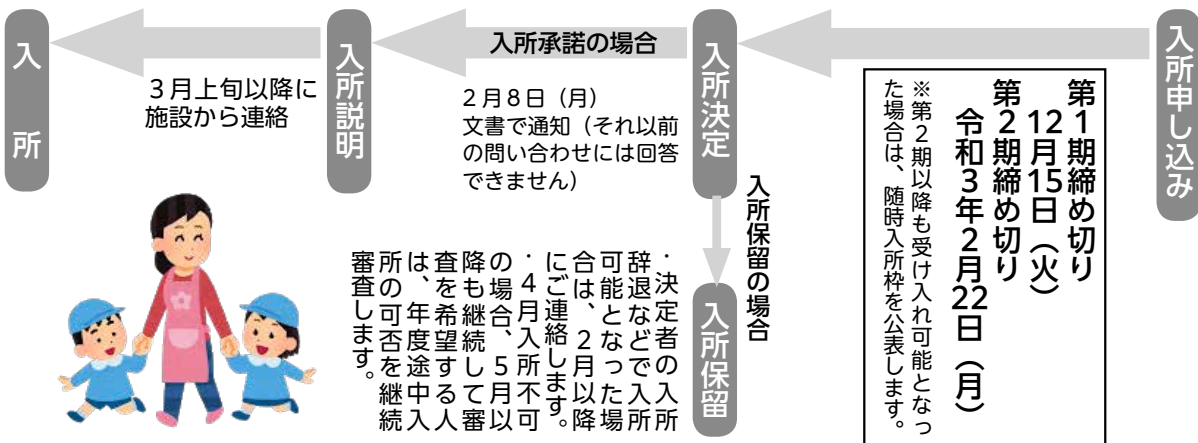 入所申し込み
第1期締め切り
12月15日（火）
第2期締め切り
令和3年2月22日（月）
※第2期以降も受け入れ可能となっ
た場合は、随時入所枠を公表します。
入所決定
入所承諾の場合
2月8日（月）
文書で通知（それ以前
の問い合わせには回答
できません）
入所説明
3月上旬以降に
施設から連絡
入所
入所保留の場合
入所保留
・決定者の入所
辞退などで入所
可能となった場
合は、2月以降
にご連絡します。
・4月入所不可
の場合、5月以
降も継続して審
査を希望する人
は、年度途中入
所の可否を継続
審査します。